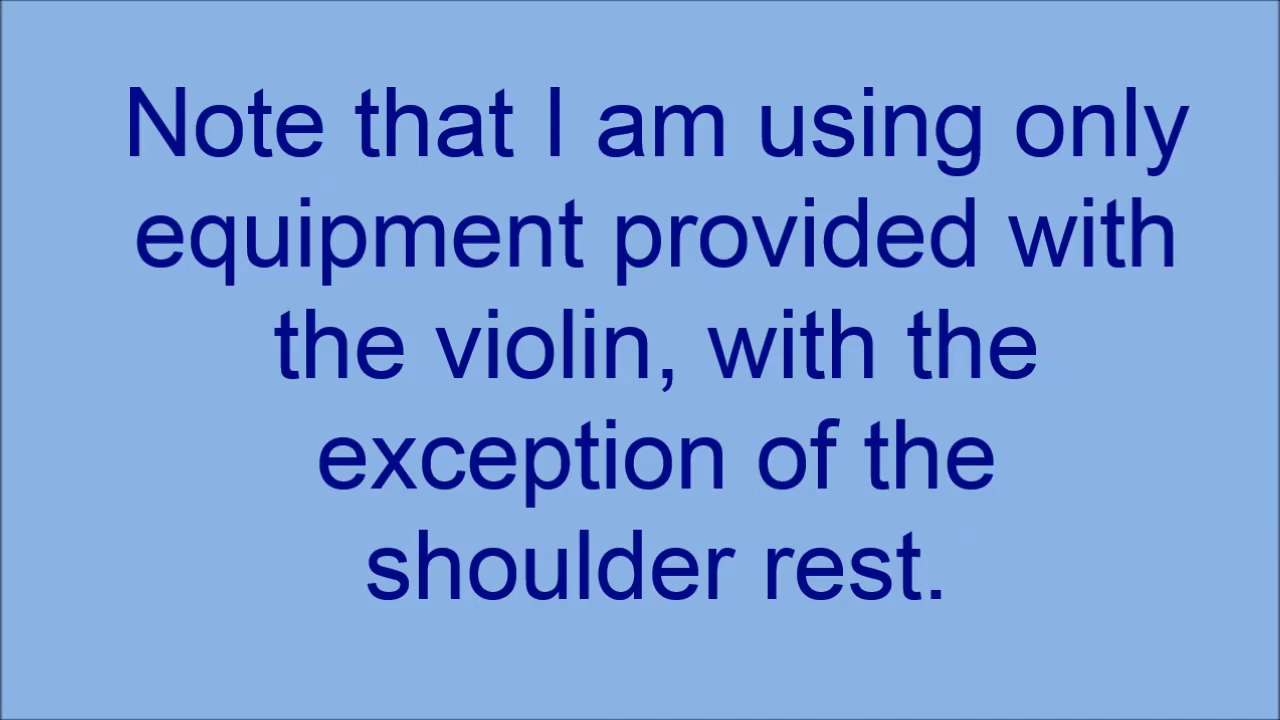 Note that I am using only
equipment provided with
the violin, with the
exception of the
shoulder rest.